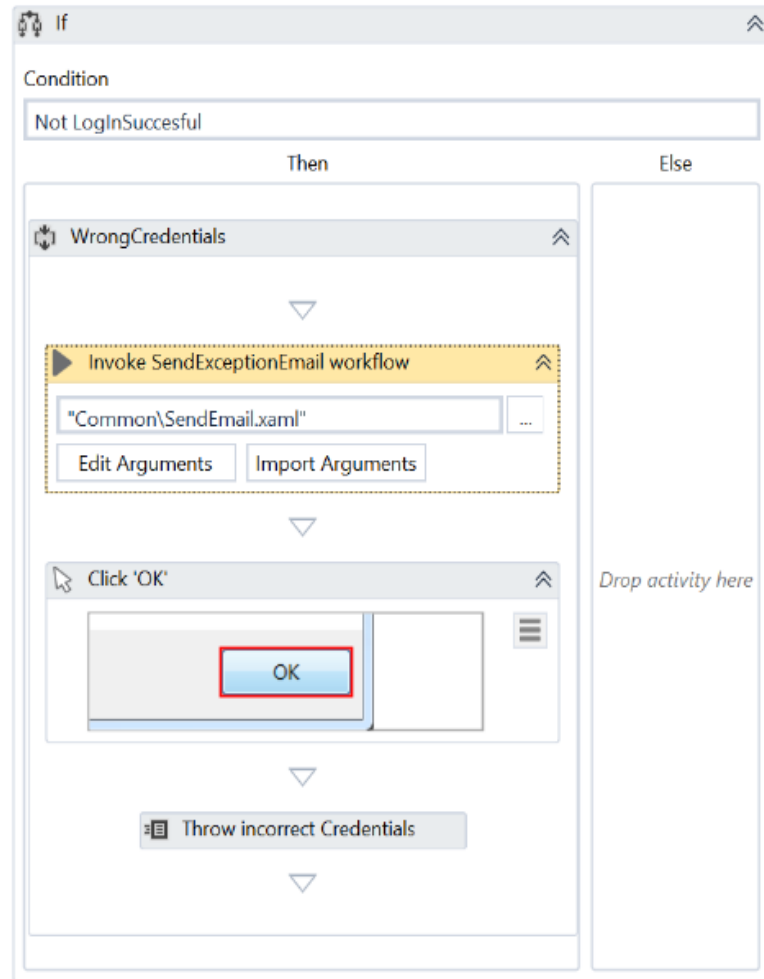 If
Condition
Not LogInSuccesful
Then
Else
WrongCredentials
Invoke SendExceptionEmail workflow
"Common\SendEmail.xaml"
...
Edit Arguments
Import Arguments
Click 'OK'
OK
Drop activity here
Throw incorrect Credentials